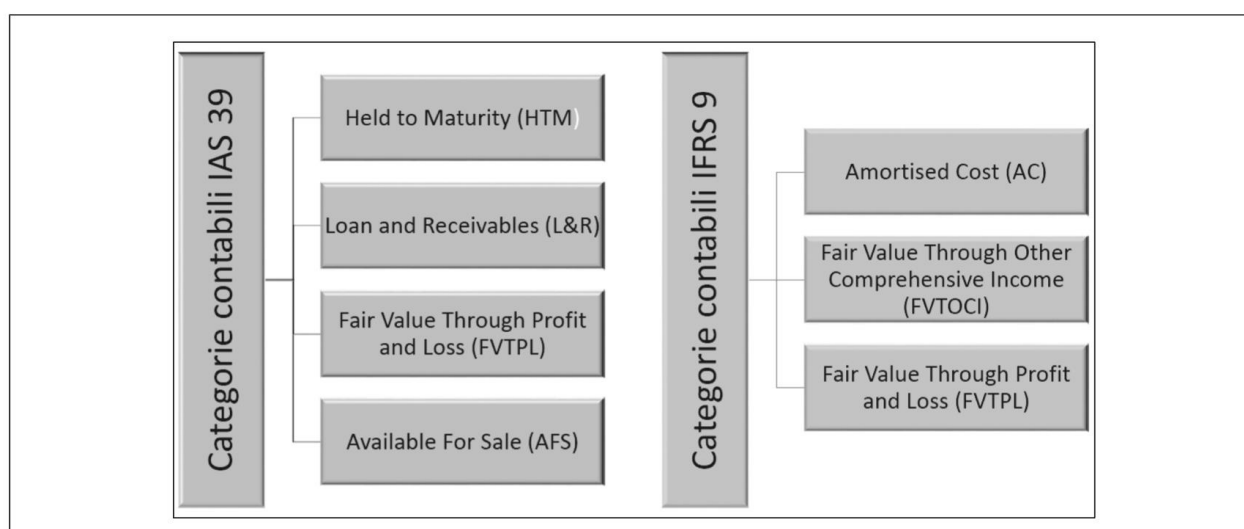 Categorie contabili IAS 39
Held to Maturity (HTM)
Loan and Receivables (L&R)
Fair Value Through Profit
and Loss (FVTPL)
Available For Sale (AFS)
Categorie contabili IFRS 9
Amortised Cost (AC)
Fair Value Through Other
Comprehensive Income
(FVTOCI)
Fair Value Through Profit
and Loss (FVTPL)